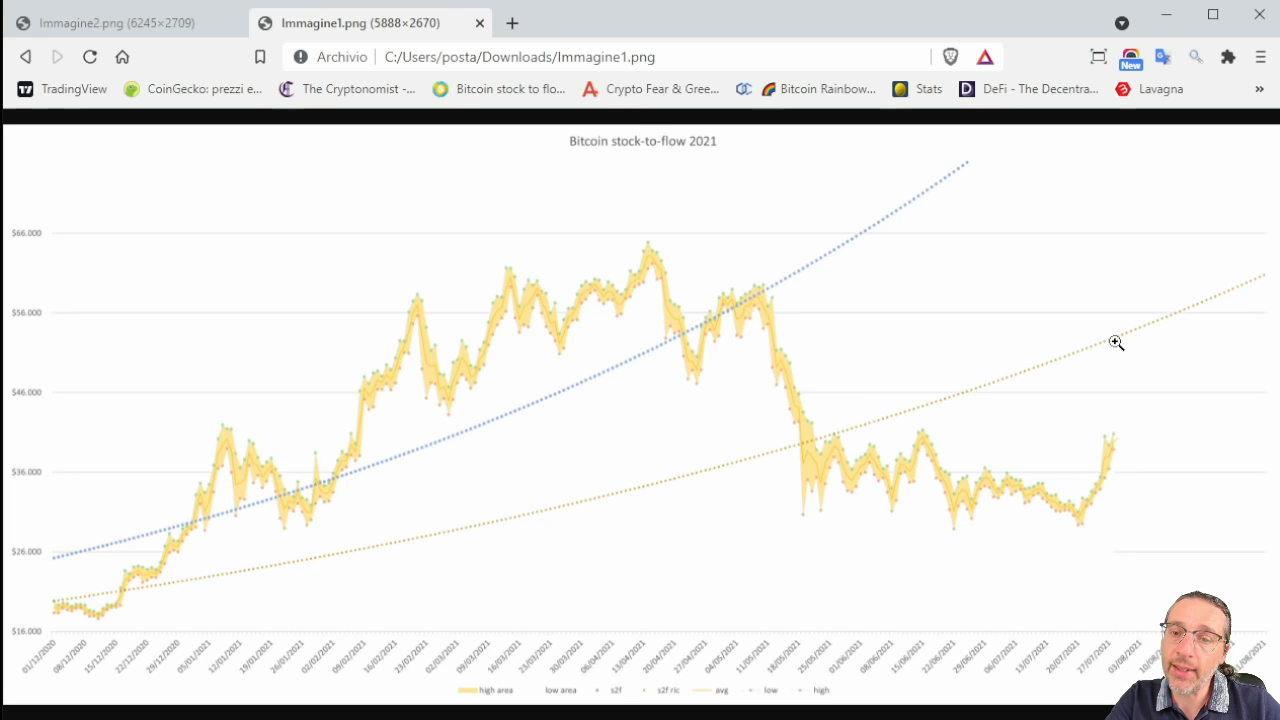 Immagine2.png (6245×2709)
Immagine1.png (5888×2670)
Archivio
C:/Users/posta/Downloads/Immagine1.png
New
TradingView
CoinGecko: prezzi e...
The Cryptonomist -...
Bitcoin stock to flo...
Crypto Fear & Gree...
Bitcoin Rainbow...
Stats
DeFi - The Decentra...
Lavagna
»
Bitcoin stock-to-flow 2021
$66.000
$56.000
$46.000
$36.000
$26.000
$16.000
01/12/2020
08/12/2020
15/12/2020
22/12/2020
29/12/2020
05/01/2021
12/01/2021
19/01/2021
26/01/2021
02/02/2021
09/02/2021
16/02/2021
23/02/2021
02/03/2021
09/03/2021
16/03/2021
23/03/2021
30/03/2021
06/04/2021
13/04/2021
20/04/2021
27/04/2021
04/05/2021
11/05/2021
18/05/2021
25/05/2021
01/06/2021
08/06/2021
15/06/2021
22/06/2021
29/06/2021
06/07/2021
13/07/2021
20/07/2021
27/07/2021
03/08/2021
high area
low area
s2f
s2f ric
avg
low
high